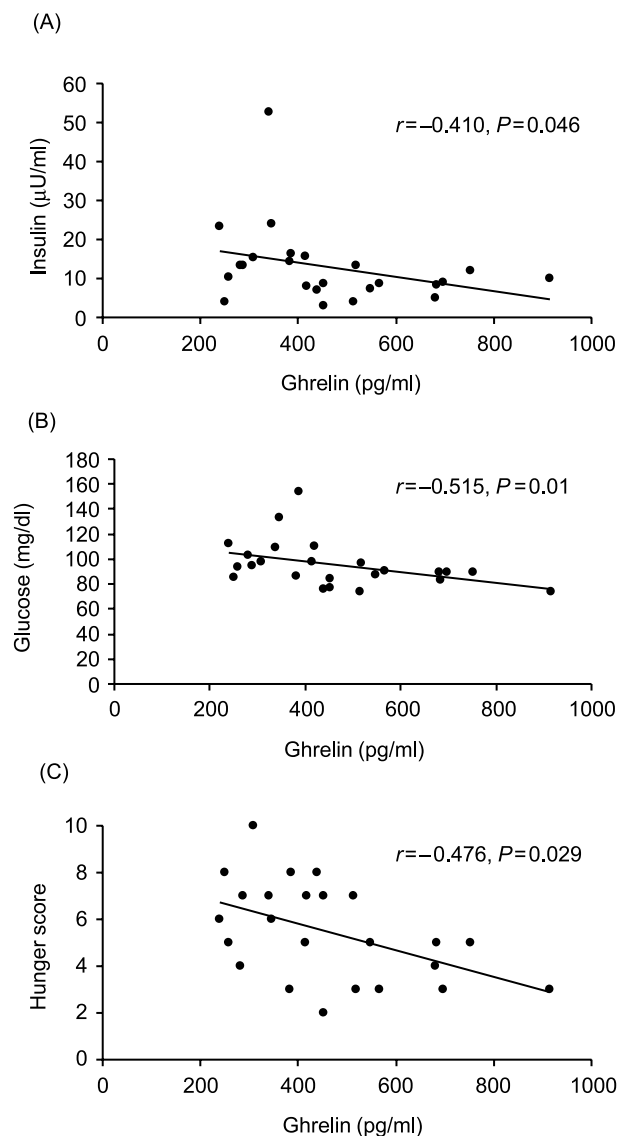 (A)
60
50
40
30
20
10
0
Insulin (μU/ml)
r=–0.410, P=0.046
0 200 400 600 800 1000
Ghrelin (pg/ml)
(B)
180
160
140
120
100
80
60
40
20
0
Glucose (mg/dl)
r=–0.515, P=0.01
0 200 400 600 800 1000
Ghrelin (pg/ml)
(C)
10
8
6
4
2
0
Hunger score
r=–0.476, P=0.029
0 200 400 600 800 1000
Ghrelin (pg/ml)